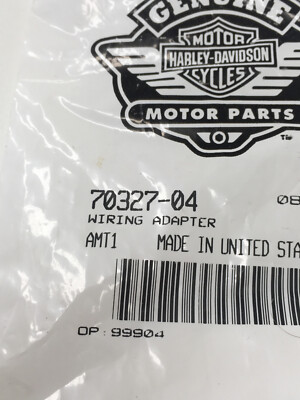 GENUINE
MOTOR
HARLEY-DAVIDSON
CYCLES
MOTOR PARTS
TM
70327-04 08
WIRING ADAPTER
AMT1 MADE IN UNITED STA
OP: 99904